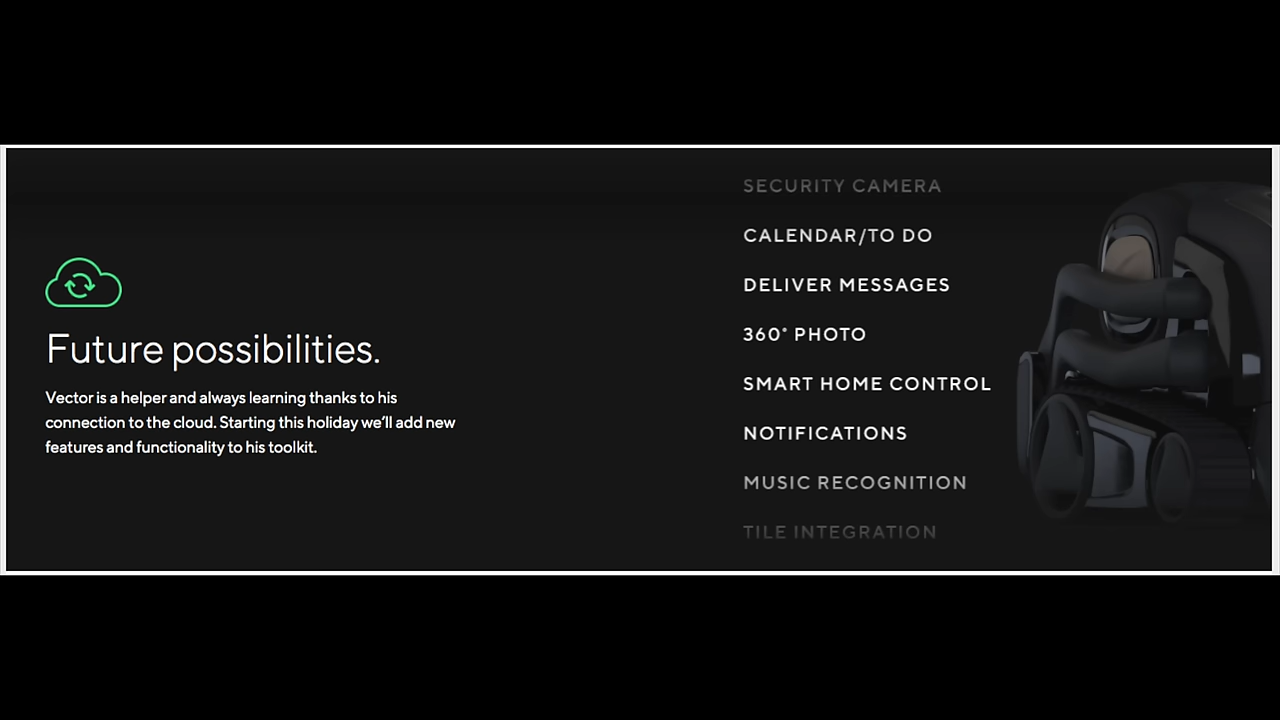 Future possibilities.
Vector is a helper and always learning thanks to his
connection to the cloud. Starting this holiday we'll add new
features and functionality to his toolkit.
SECURITY CAMERA
CALENDAR/TO DO
DELIVER MESSAGES
360° PHOTO
SMART HOME CONTROL
NOTIFICATIONS
MUSIC RECOGNITION
TILE INTEGRATION